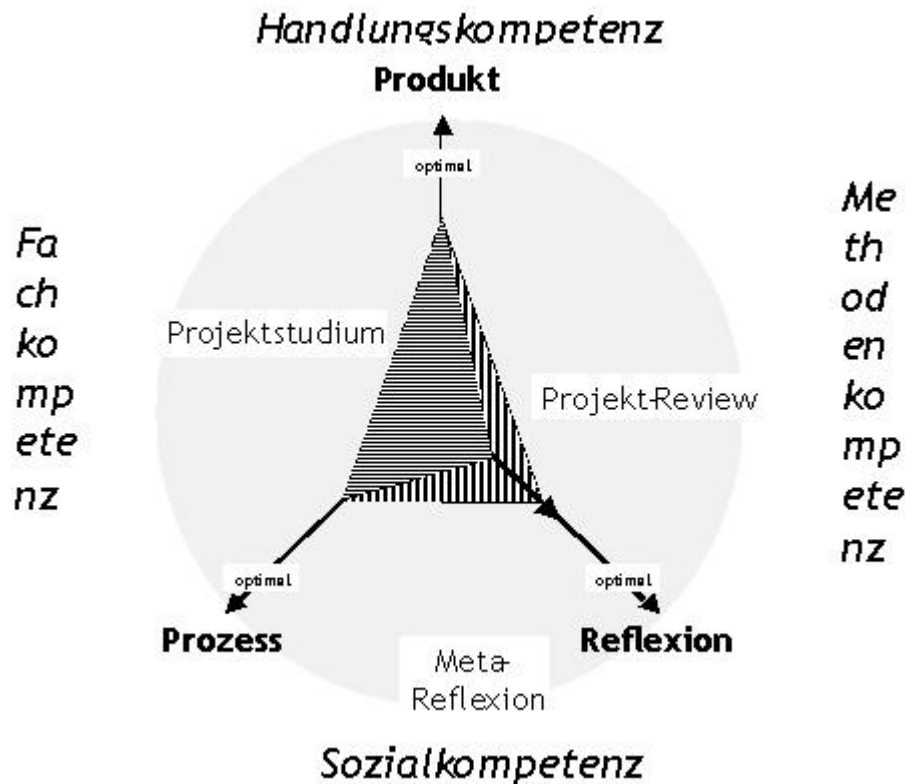 Handlungskompetenz
Produkt
optimal
Fa
ch
ko
mp
ete
nz
Me
th
od
en
ko
mp
ete
nz
Projektstudium
Projekt-Review
optimal
optimal
Prozess
Reflexion
Meta-
Reflexion
Sozialkompetenz